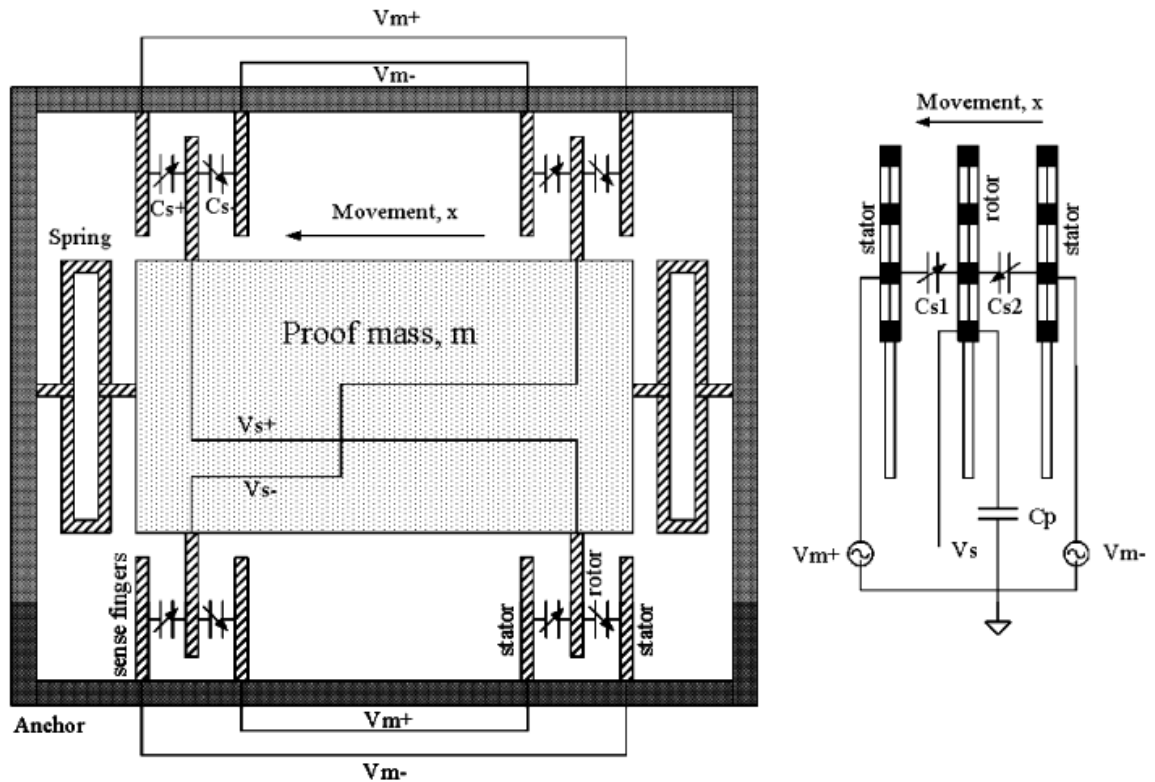 Vm+
Vm-
Cs+
Cs-
Movement, x
Spring
Proof mass, m
Vs+
Vs-
sense fingers
stator
rotor
stator
Vm+
Anchor
Vm-
Movement, x
stator
rotor
stator
Cs1
Cs2
Cp
Vm+
Vs
Vm-